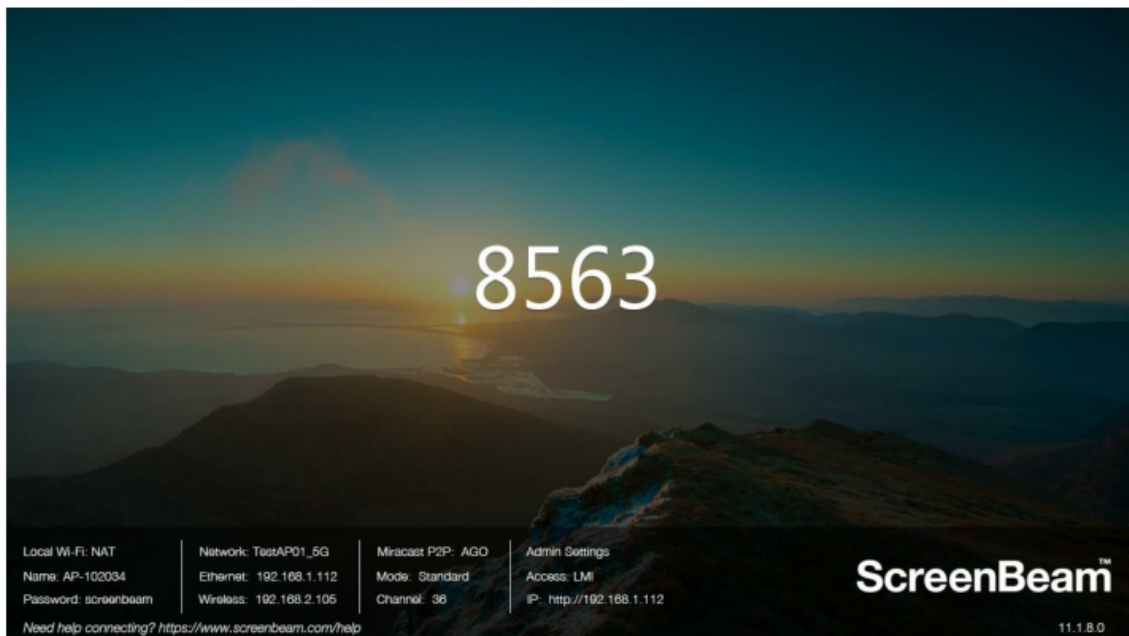 8563
Local Wi-Fi: NAT
Name: AP-102034
Password: screenbeam
Network: TestAP01_5G
Ethernet: 192.168.1.112
Wireless: 192.168.2.105
Miracast P2P: AGO
Mode: Standard
Channel: 36
Admin Settings
Access: LMI
IP: http://192.168.1.112
ScreenBeam™
Need help connecting? https://www.screenbeam.com/help
11.1.8.0